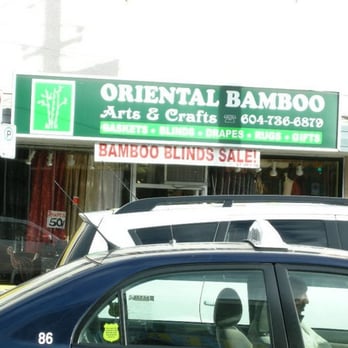 ORIENTAL BAMBOO
Arts & Crafts ☎ 604-736-6879
BASKETS • BLINDS • DRAPES • RUGS • GIFTS
BAMBOO BLINDS SALE!
50
86